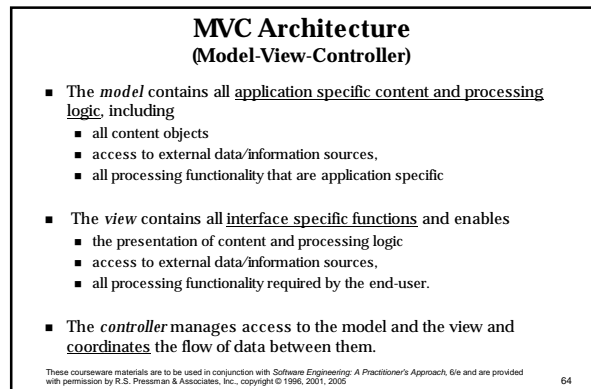 MVC Architecture
(Model-View-Controller)
■ The model contains all application specific content and processing
logic, including
■ all content objects
■ access to external data/information sources,
■ all processing functionality that are application specific
■ The view contains all interface specific functions and enables
■ the presentation of content and processing logic
■ access to external data/information sources,
■ all processing functionality required by the end-user.
■ The controller manages access to the model and the view and
coordinates the flow of data between them.
These courseware materials are to be used in conjunction with Software Engineering: A Practitioner's Approach, 6/e and are provided
with permission by R.S. Pressman & Associates, Inc., copyright © 1996, 2001, 2005
64